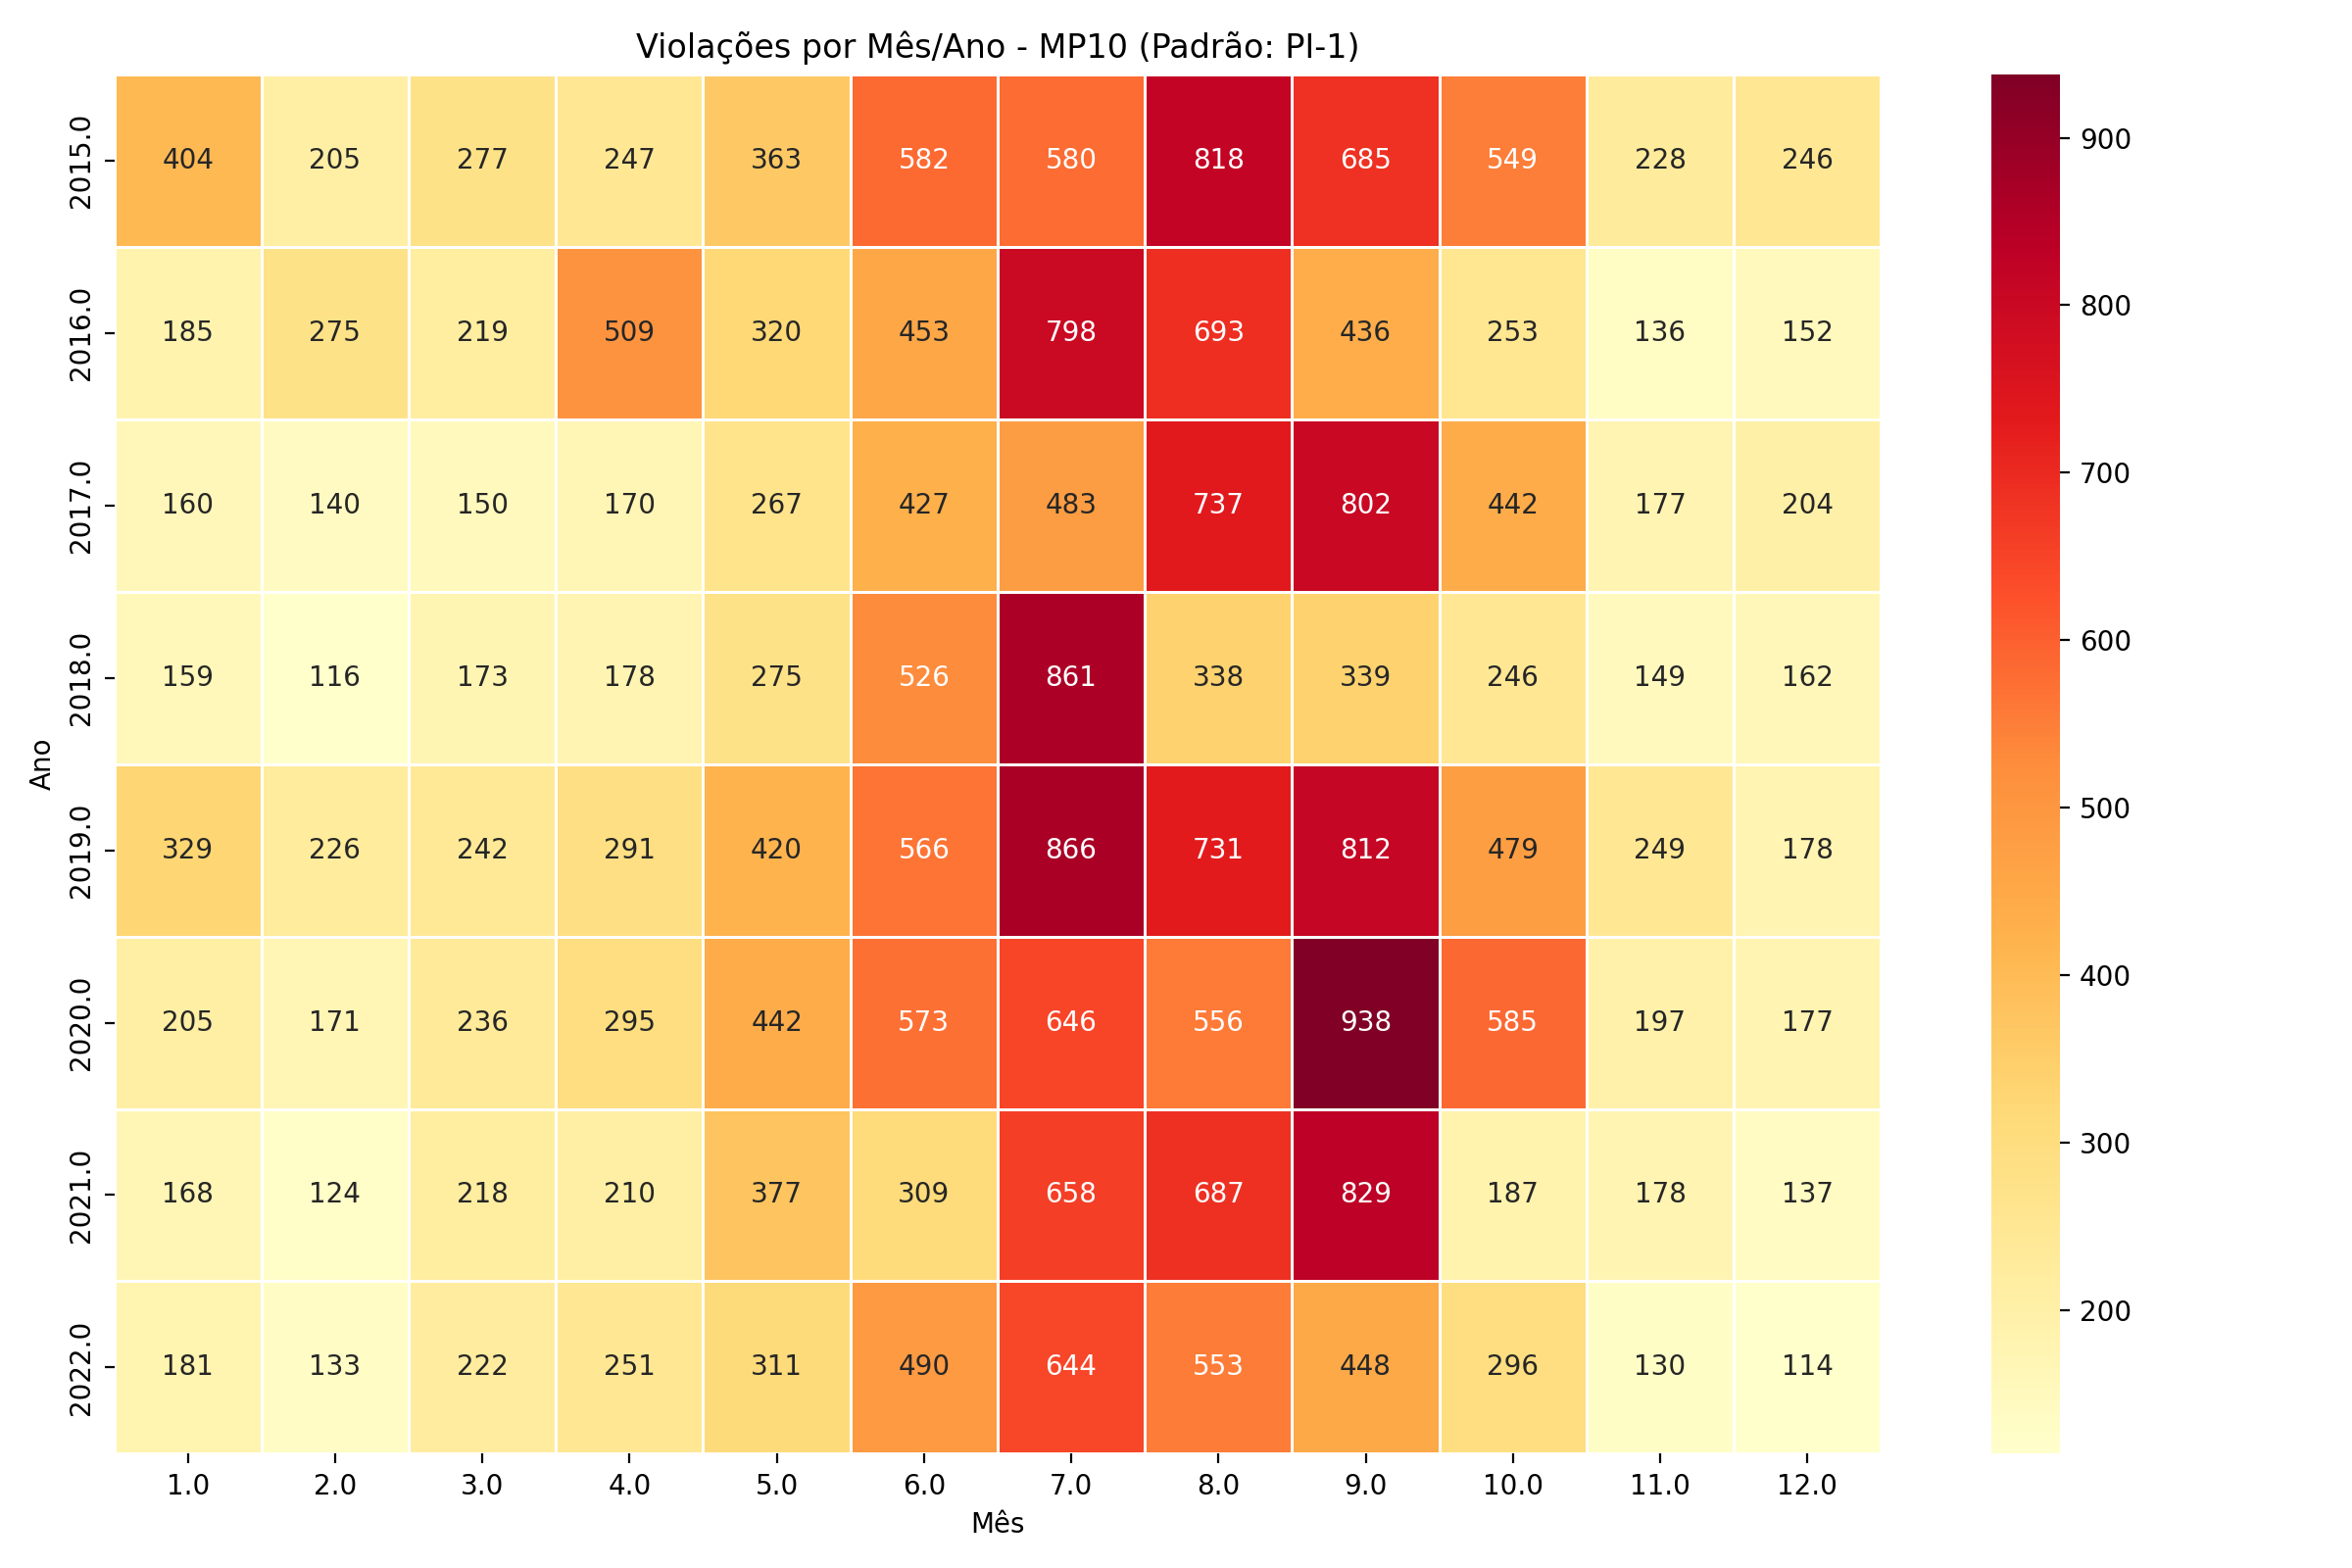 Violações por Mês/Ano - MP10 (Padrão: PI-1)
Ano
2015.0 404 205 277 247 363 582 580 818 685 549 228 246
2016.0 185 275 219 509 320 453 798 693 436 253 136 152
2017.0 160 140 150 170 267 427 483 737 802 442 177 204
2018.0 159 116 173 178 275 526 861 338 339 246 149 162
2019.0 329 226 242 291 420 566 866 731 812 479 249 178
2020.0 205 171 236 295 442 573 646 556 938 585 197 177
2021.0 168 124 218 210 377 309 658 687 829 187 178 137
2022.0 181 133 222 251 311 490 644 553 448 296 130 114
1.0 2.0 3.0 4.0 5.0 6.0 7.0 8.0 9.0 10.0 11.0 12.0
Mês
900
800
700
600
500
400
300
200